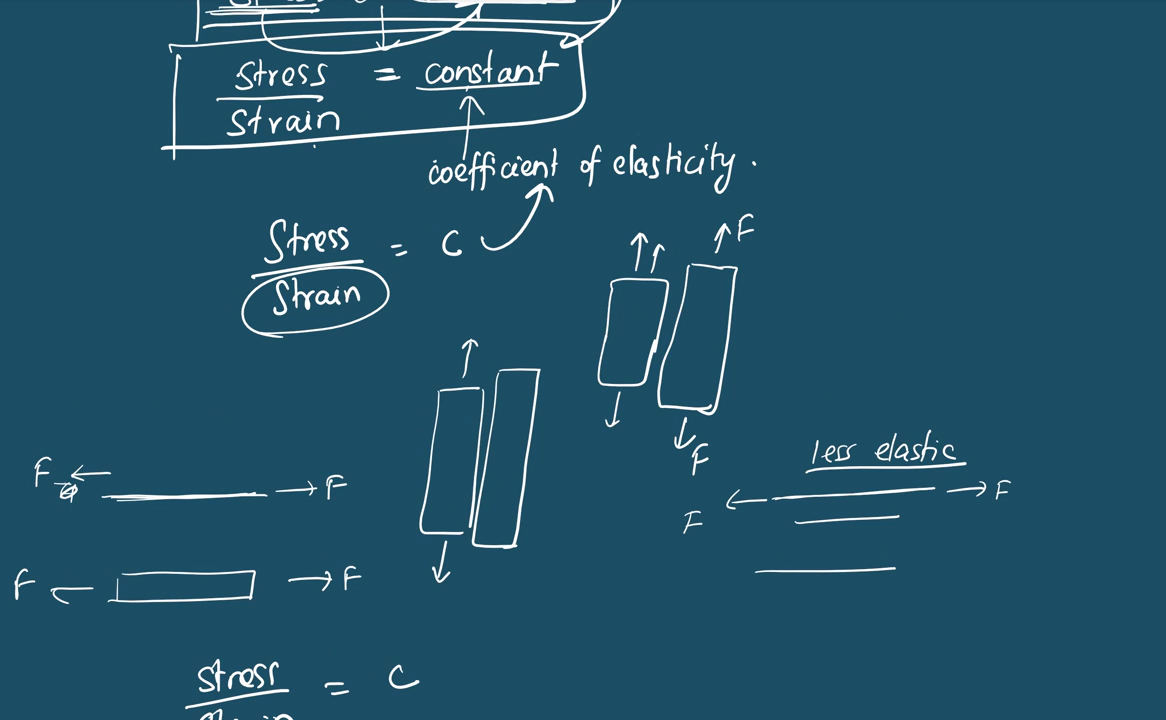 Stress = constant
Strain
coefficient of elasticity.
Stress = C
Strain
F
F
less elastic
F F
F F
F F
stress = C